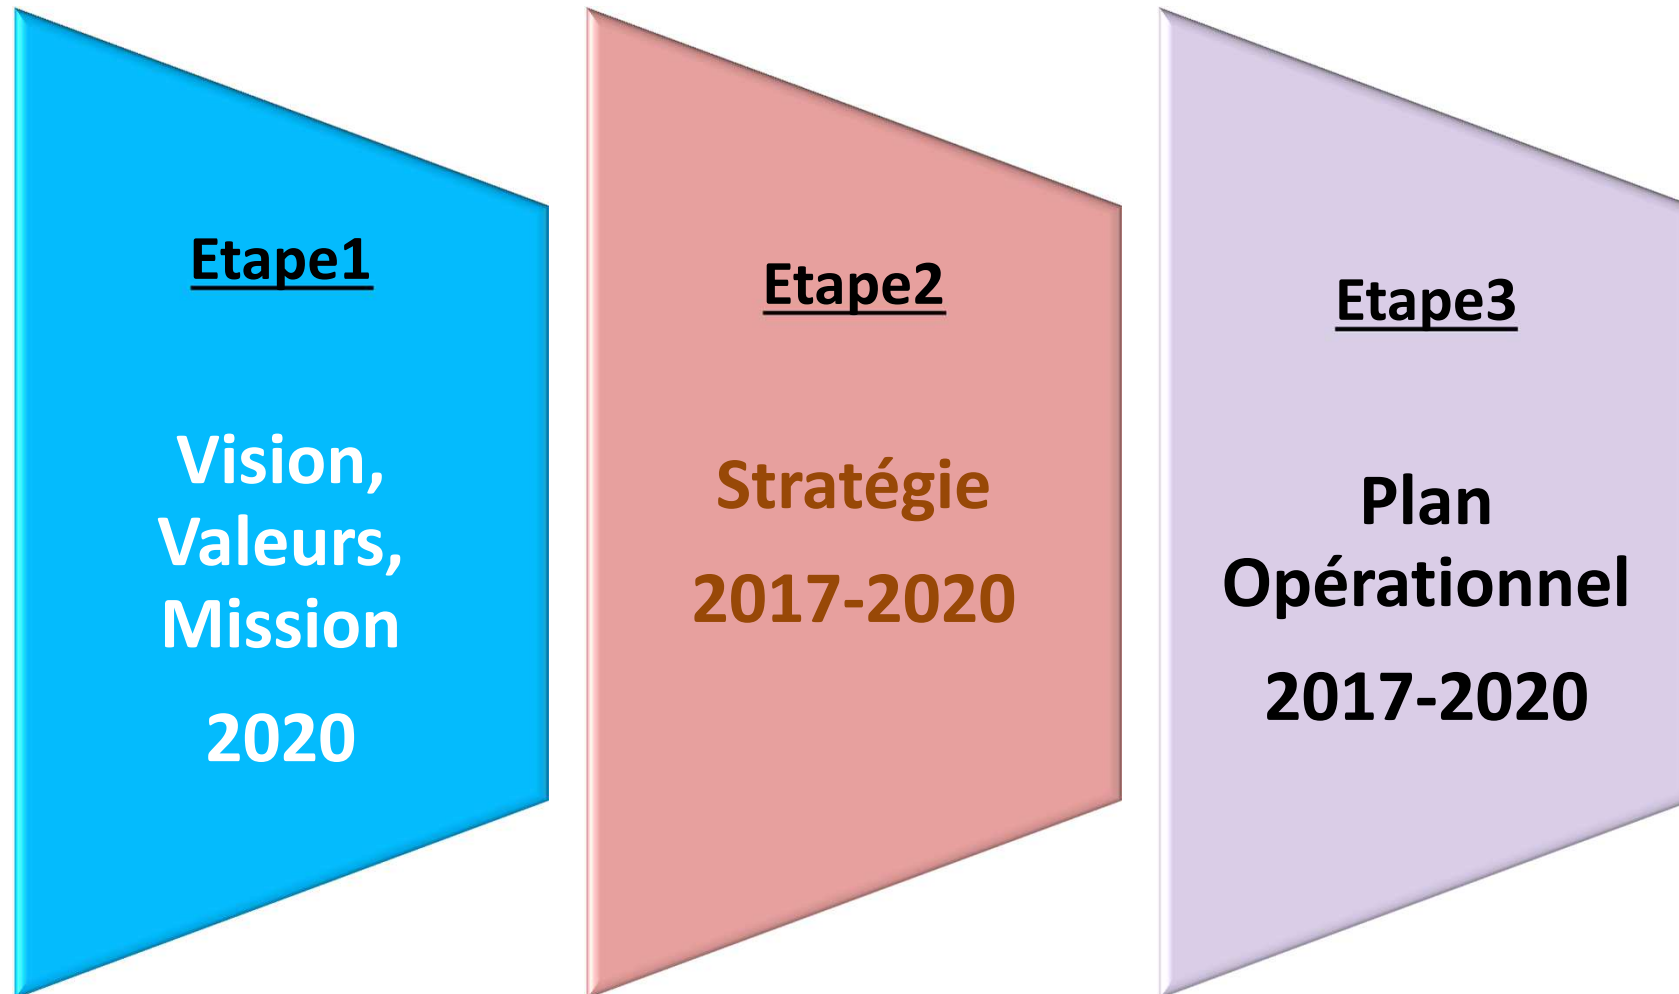 Etape1
Vision,
Valeurs,
Mission
2020
Etape2
Stratégie
2017-2020
Etape3
Plan
Opérationnel
2017-2020